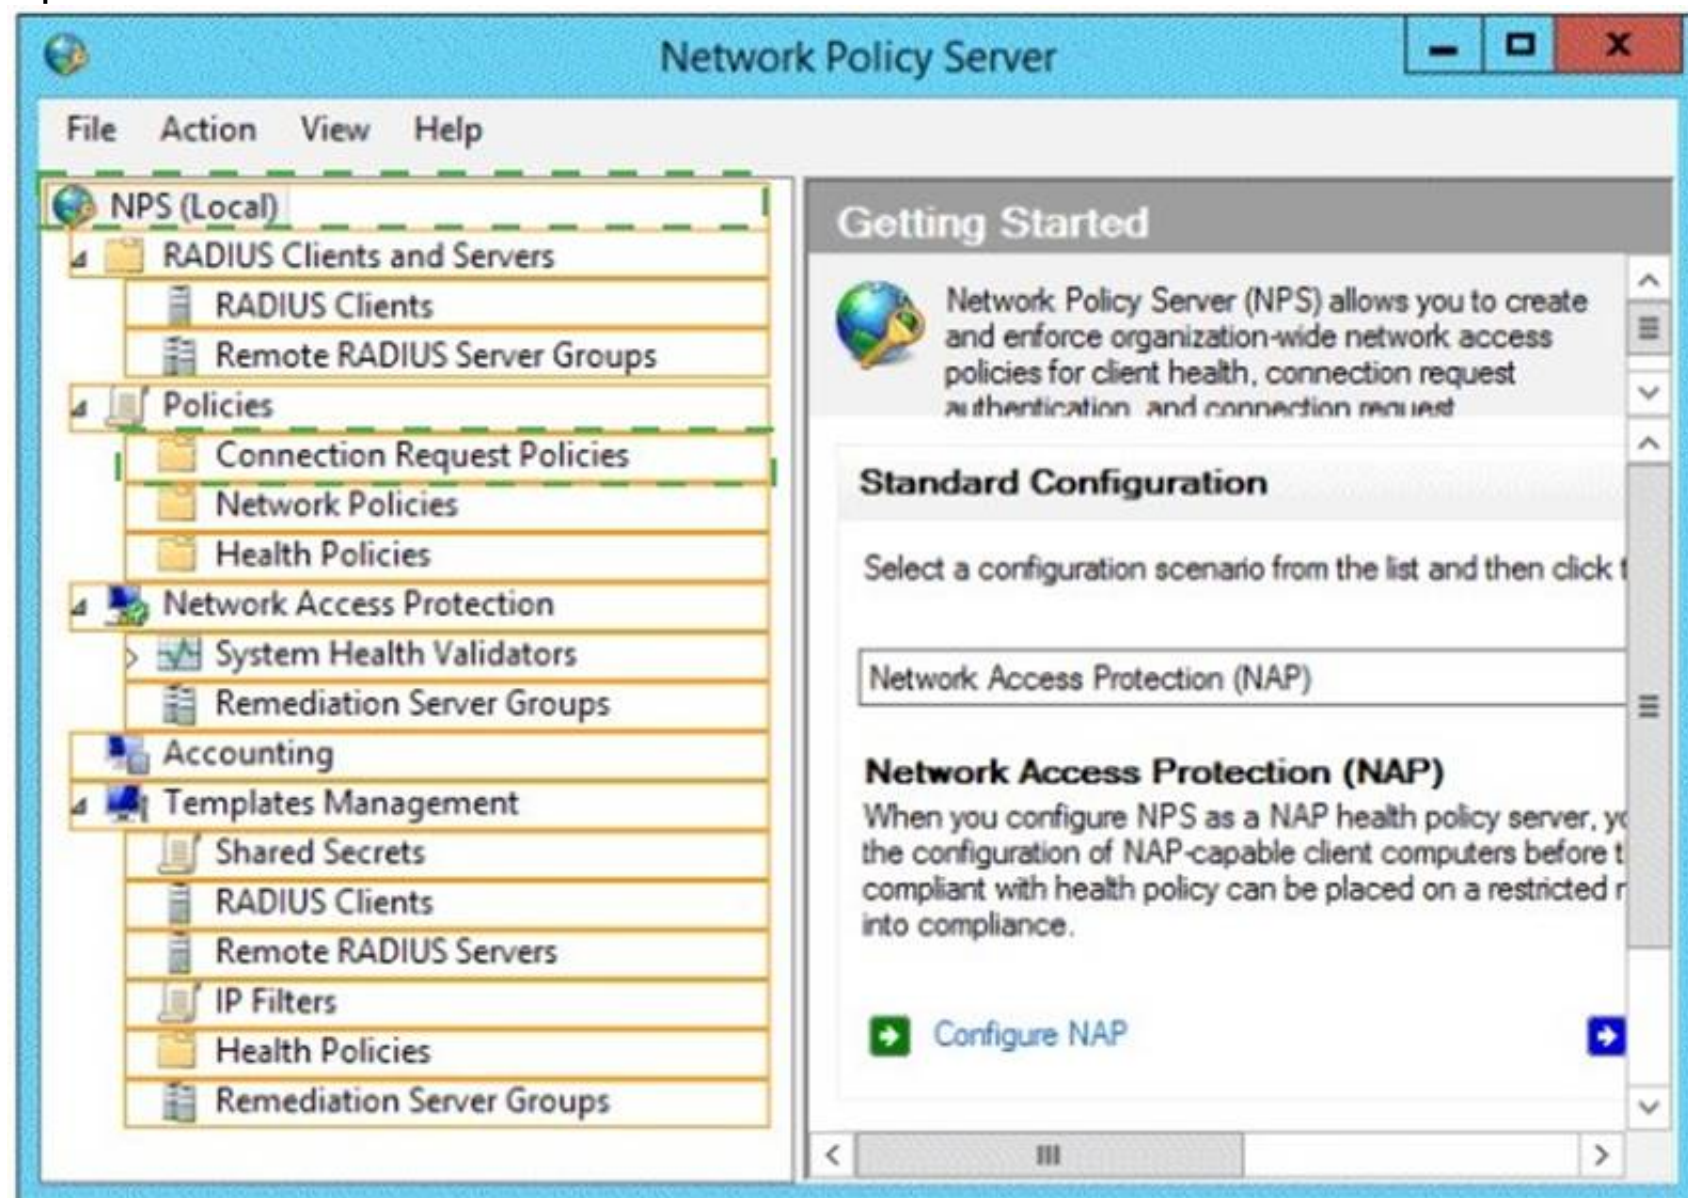 Network Policy Server
File Action View Help
NPS (Local)
RADIUS Clients and Servers
RADIUS Clients
Remote RADIUS Server Groups
Policies
Connection Request Policies
Network Policies
Health Policies
Network Access Protection
System Health Validators
Remediation Server Groups
Accounting
Templates Management
Shared Secrets
RADIUS Clients
Remote RADIUS Servers
IP Filters
Health Policies
Remediation Server Groups
Getting Started
Network Policy Server (NPS) allows you to create
and enforce organization-wide network access
policies for client health, connection request
authentication, and connection request
Standard Configuration
Select a configuration scenario from the list and then click t
Network Access Protection (NAP)
Network Access Protection (NAP)
When you configure NPS as a NAP health policy server, yo
the configuration of NAP-capable client computers before t
compliant with health policy can be placed on a restricted r
into compliance.
Configure NAP